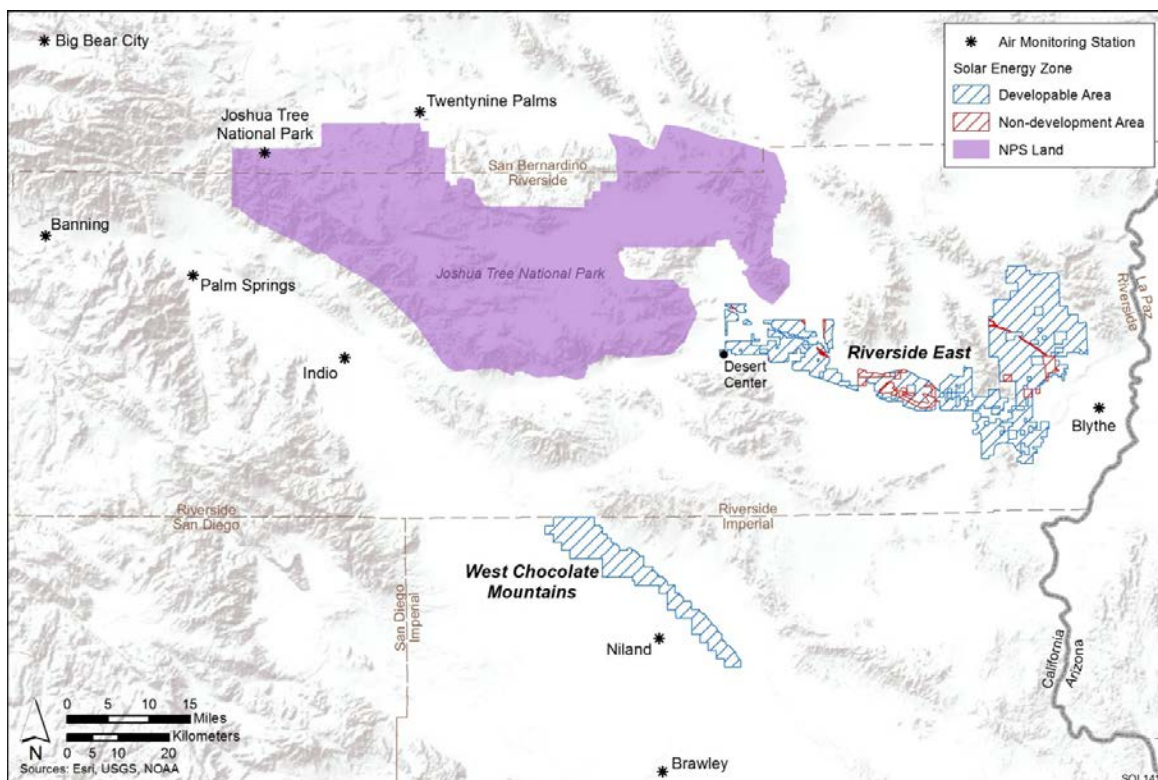 Big Bear City
Twentynine Palms
Joshua Tree
National Park
San Bernardino
Riverside
Banning
Joshua Tree National Park
Palm Springs
Indio
Desert
Center
Riverside East
Blythe
La Paz
Riverside
Riverside
San Diego
Riverside
Imperial
West Chocolate
Mountains
San Diego
Imperial
Niland
California
Arizona
Brawley
Air Monitoring Station
Solar Energy Zone
Developable Area
Non-development Area
NPS Land
N
0 5 10 15
Miles
Kilometers
0 5 10 20
Sources: Esri, USGS, NOAA